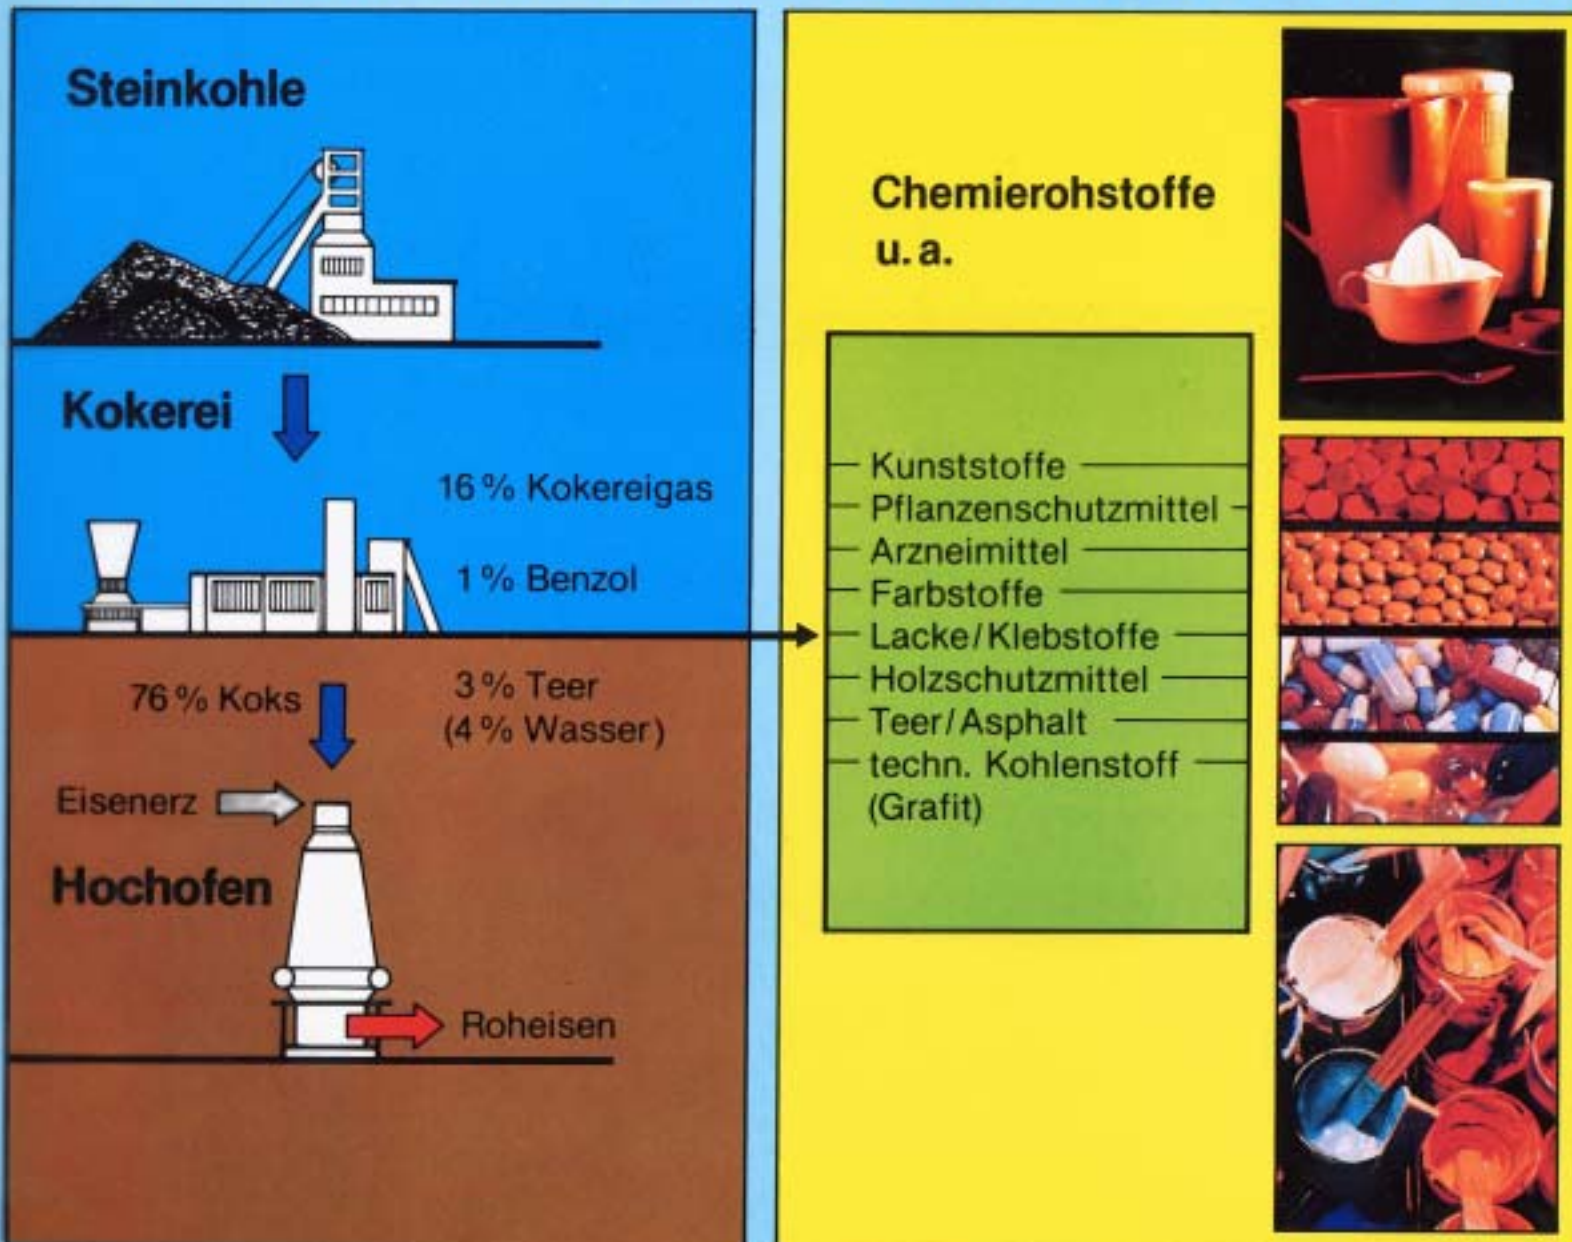 Steinkohle
Kokerei
16 % Kokereigas
1 % Benzol
76 % Koks
3 % Teer
(4 % Wasser)
Eisenerz
Hochofen
Roheisen
Chemierohstoffe
u. a.
Kunststoffe
Pflanzenschutzmittel
Arzneimittel
Farbstoffe
Lacke/Klebstoffe
Holzschutzmittel
Teer/Asphalt
techn. Kohlenstoff
(Grafit)